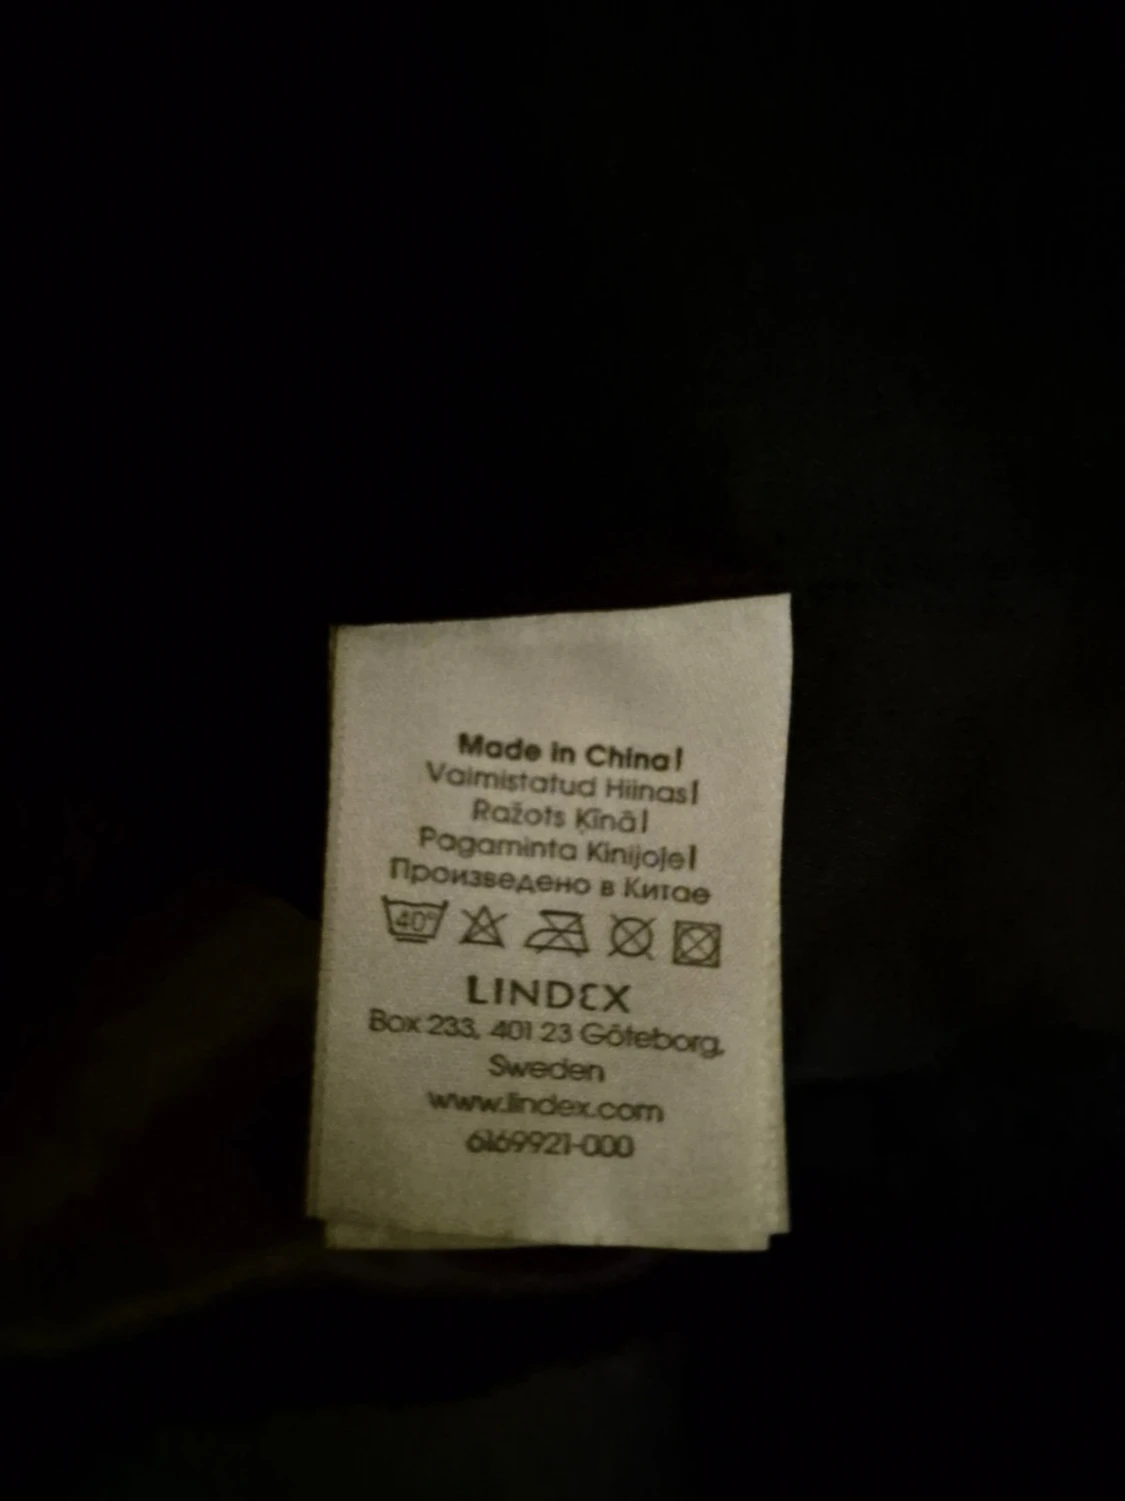 Made in China|
Valmistatud Hiinas|
Ražots Ķīnā|
Pagaminta Kinijoje|
Произведено в Китае
40°
LINDEX
Box 233, 401 23 Göteborg,
Sweden
www.lindex.com
6169921-000